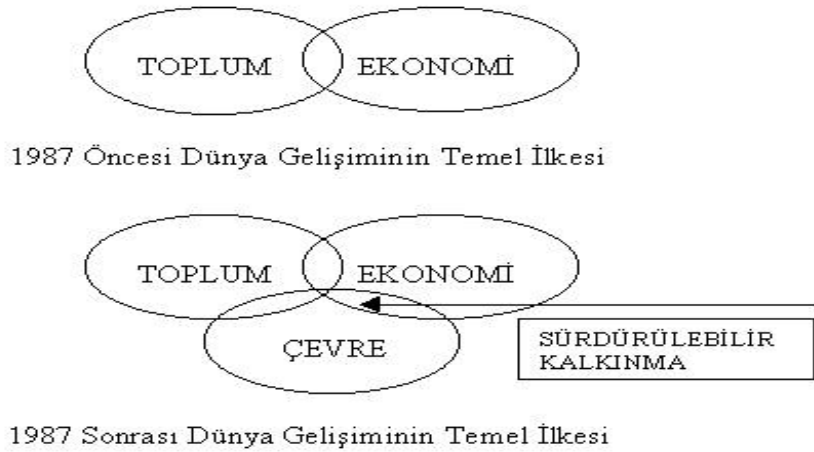 TOPLUM EKONOMİ
1987 Öncesi Dünya Gelişiminin Temel İlkesi
TOPLUM EKONOMİ
ÇEVRE
SÜRDÜRÜLEBİLİR
KALKINMA
1987 Sonrası Dünya Gelişiminin Temel İlkesi